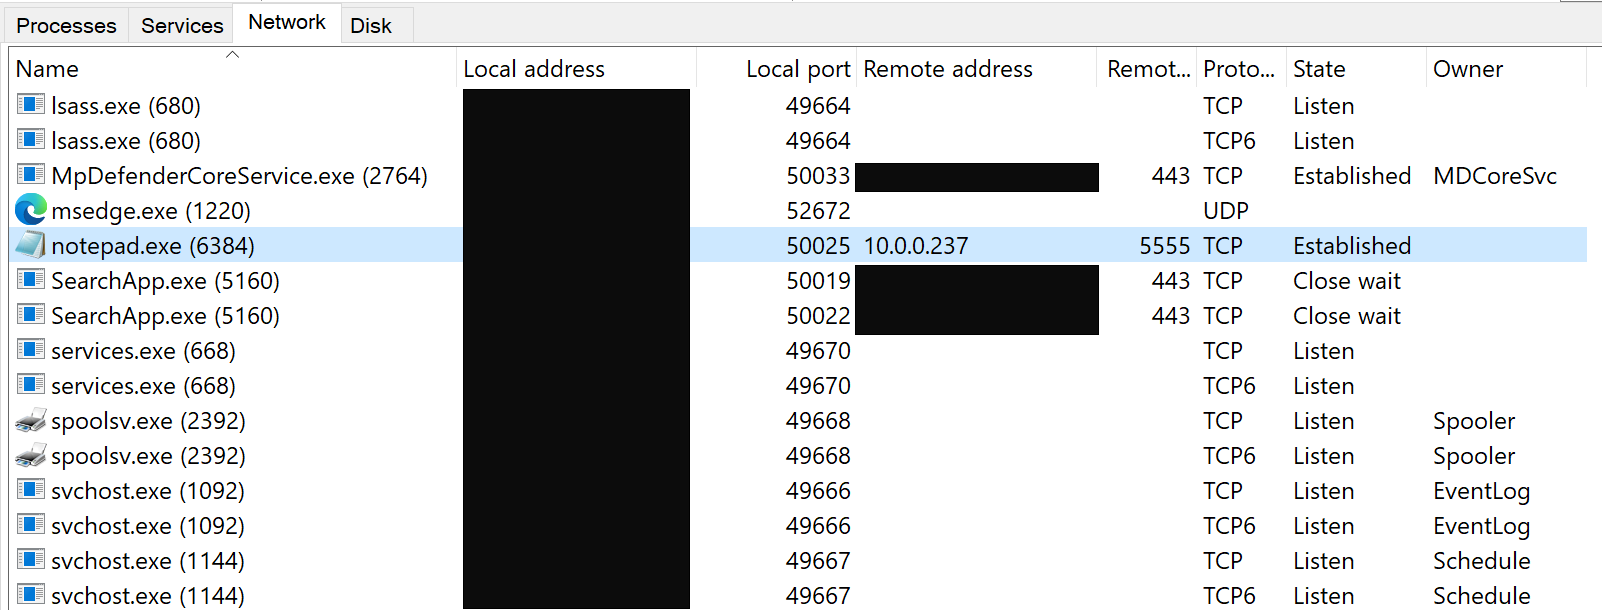 Processes Services Network Disk
Name Local address Local port Remote address Remot... Proto... State Owner
lsass.exe (680) 49664 TCP Listen
lsass.exe (680) 49664 TCP6 Listen
MpDefenderCoreService.exe (2764) 50033 443 TCP Established MDCoreSvc
msedge.exe (1220) 52672 UDP
notepad.exe (6384) 50025 10.0.0.237 5555 TCP Established
SearchApp.exe (5160) 50019 443 TCP Close wait
SearchApp.exe (5160) 50022 443 TCP Close wait
services.exe (668) 49670 TCP Listen
services.exe (668) 49670 TCP6 Listen
spoolsv.exe (2392) 49668 TCP Listen Spooler
spoolsv.exe (2392) 49668 TCP6 Listen Spooler
svchost.exe (1092) 49666 TCP Listen EventLog
svchost.exe (1092) 49666 TCP6 Listen EventLog
svchost.exe (1144) 49667 TCP Listen Schedule
svchost.exe (1144) 49667 TCP6 Listen Schedule